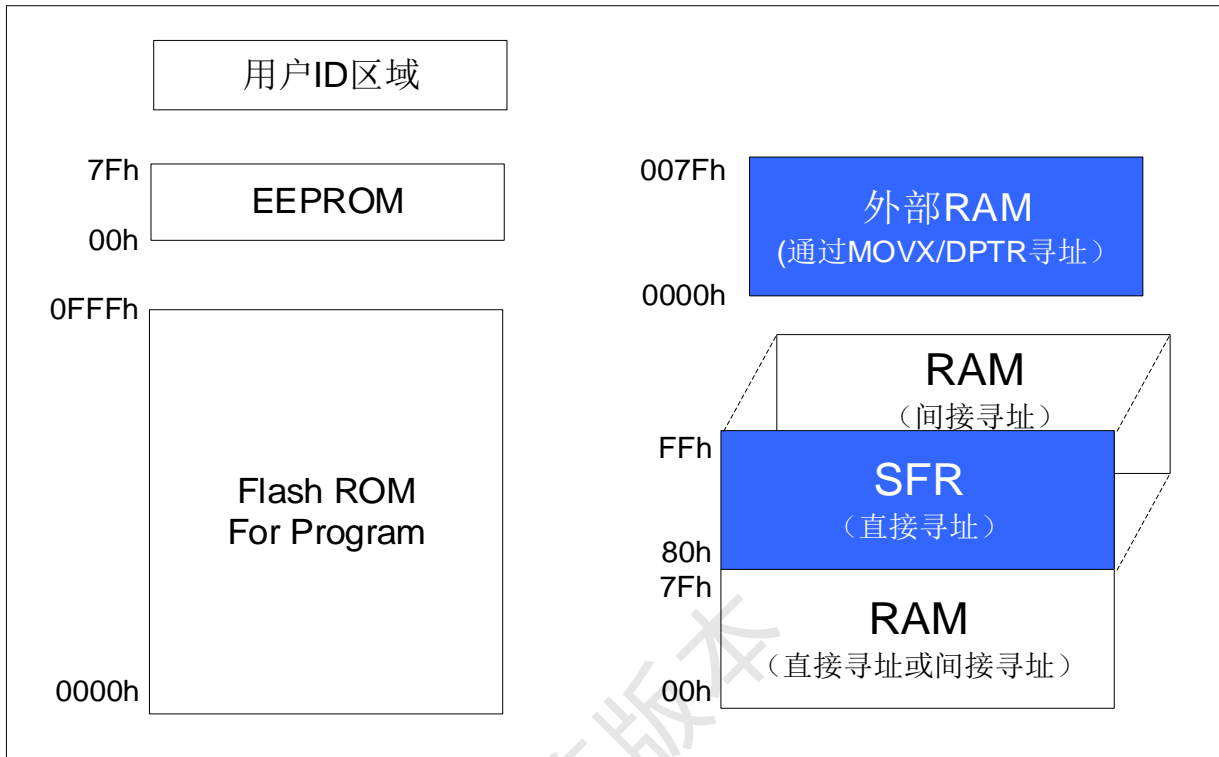 用户ID区域
7Fh
EEPROM
00h
0FFFh
Flash ROM
For Program
0000h
007Fh
外部RAM
(通过MOVX/DPTR寻址）
0000h
RAM
（间接寻址）
FFh
SFR
（直接寻址）
80h
7Fh
RAM
（直接寻址或间接寻址）
00h
版本